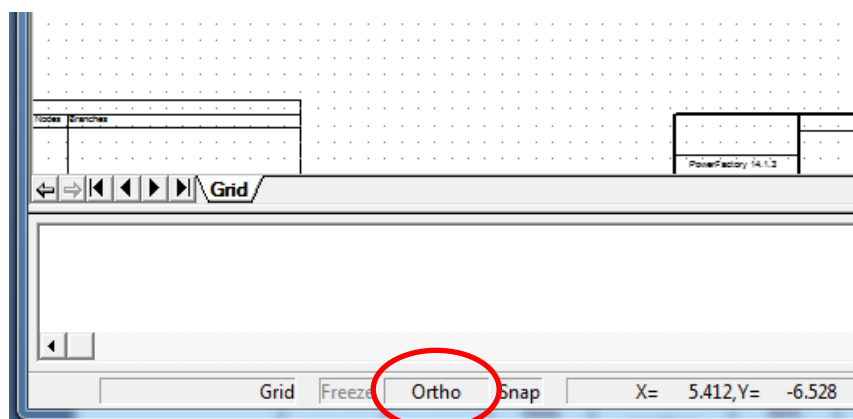 Nodes Branches
PowerFactory 14.1.3
Grid
Grid Freeze Ortho Snap X= 5.412,Y= -6.528